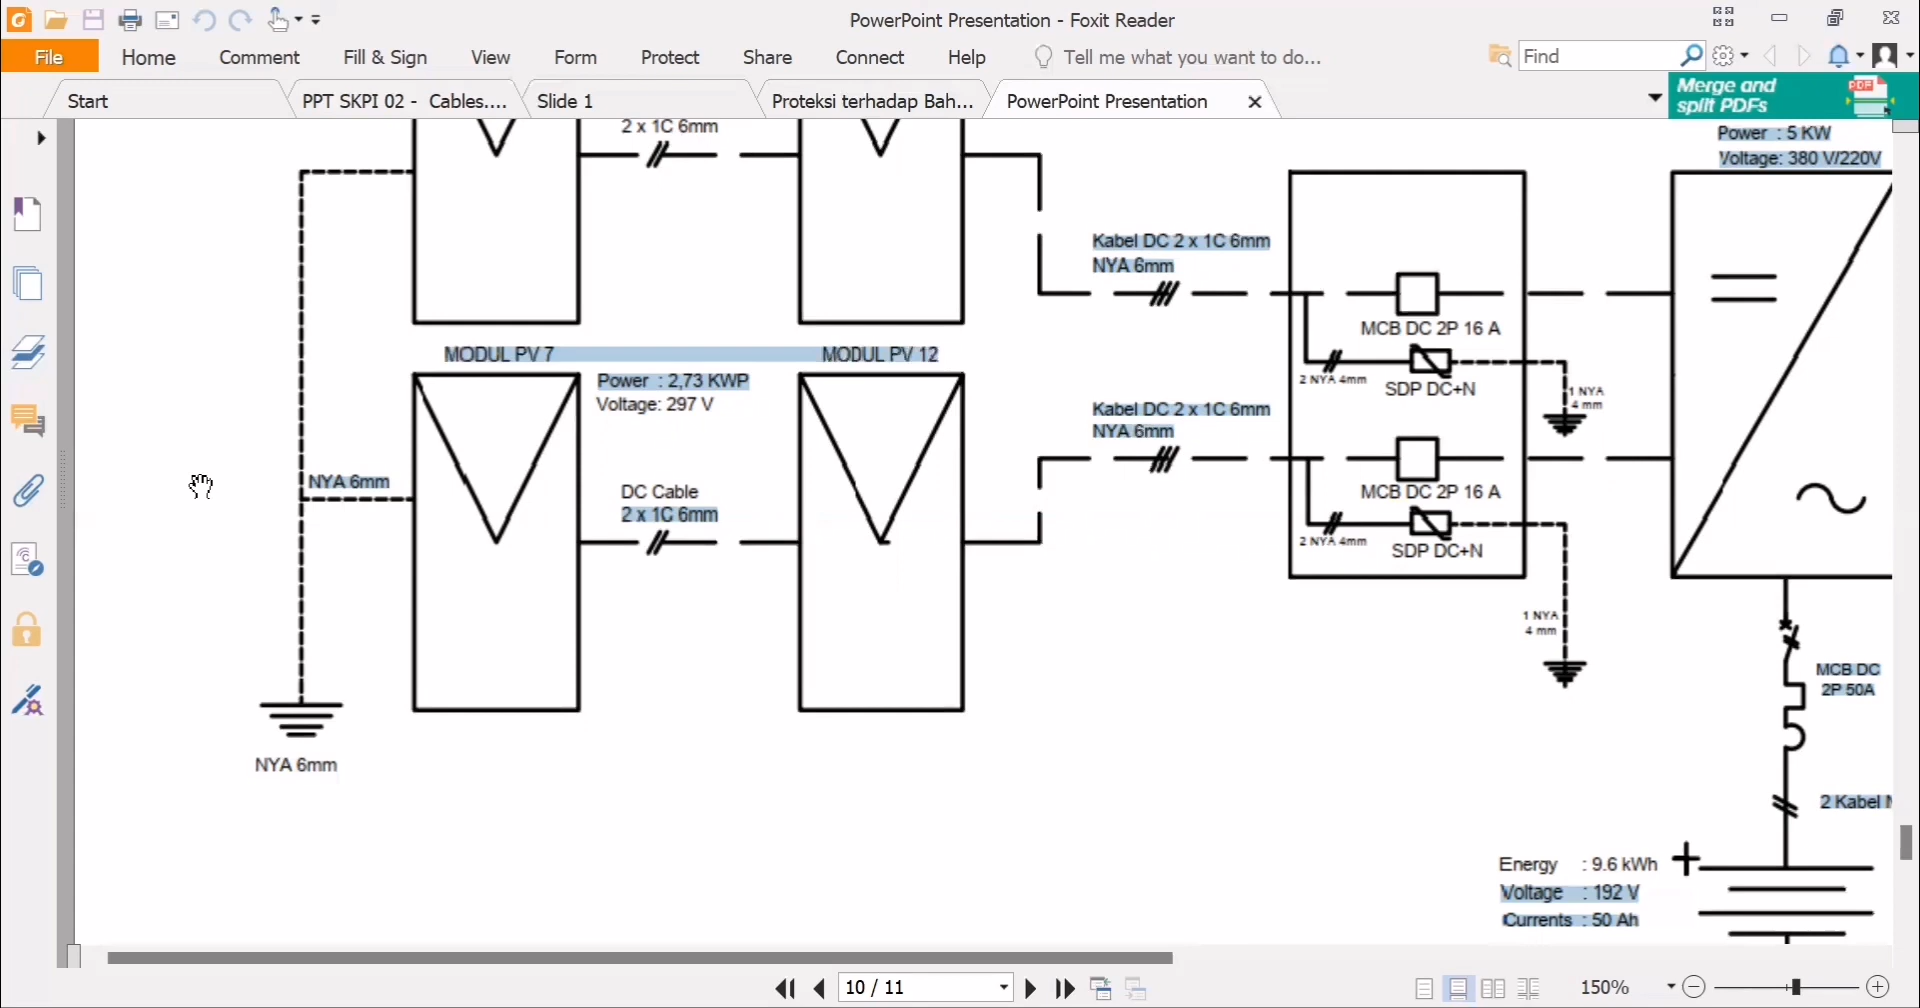 PowerPoint Presentation - Foxit Reader
File
Home
Comment
Fill & Sign
View
Form
Protect
Share
Connect
Help
Tell me what you want to do...
Find
Start
PPT SKPI 02 - Cables....
Slide 1
Proteksi terhadap Bah...
PowerPoint Presentation
Merge and
split PDFs
PDF
2 x 1C 6mm
Power : 5 KW
Voltage: 380 V/220V
Kabel DC 2 x 1C 6mm
NYA 6mm
MCB DC 2P 16 A
2 NYA 4mm
SDP DC+N
1 NYA
4 mm
MODUL PV 7
MODUL PV 12
Power : 2,73 KWP
Voltage: 297 V
Kabel DC 2 x 1C 6mm
NYA 6mm
NYA 6mm
DC Cable
2 x 1C 6mm
MCB DC 2P 16 A
2 NYA 4mm
SDP DC+N
1 NYA
4 mm
MCB DC
2P 50A
NYA 6mm
2 Kabel
Energy : 9.6 kWh
Voltage : 192 V
Currents : 50 Ah
10 / 11
150%